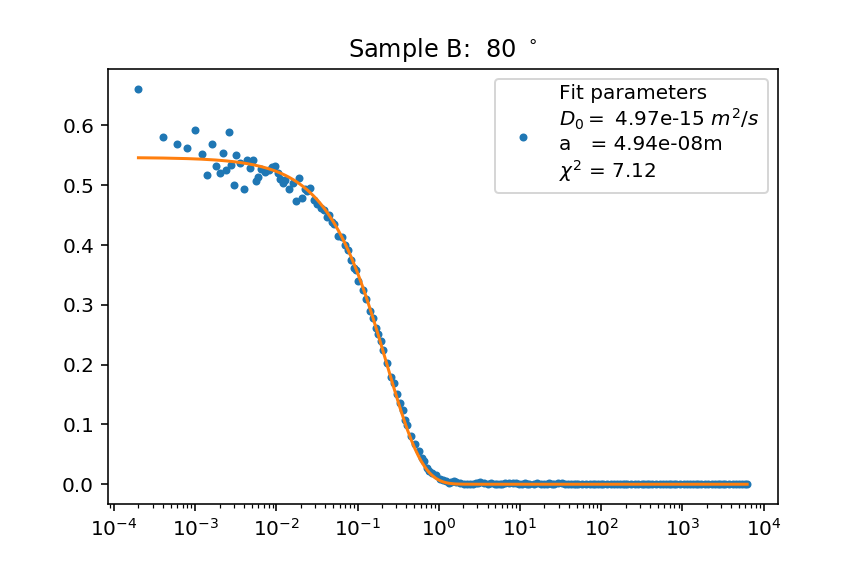 Sample B:  80 °
Fit parameters
D₀ = 4.97e-15 m²/s
a   = 4.94e-08m
χ² = 7.12
0.6
0.5
0.4
0.3
0.2
0.1
0.0
10⁻⁴ 10⁻³ 10⁻² 10⁻¹ 10⁰ 10¹ 10² 10³ 10⁴